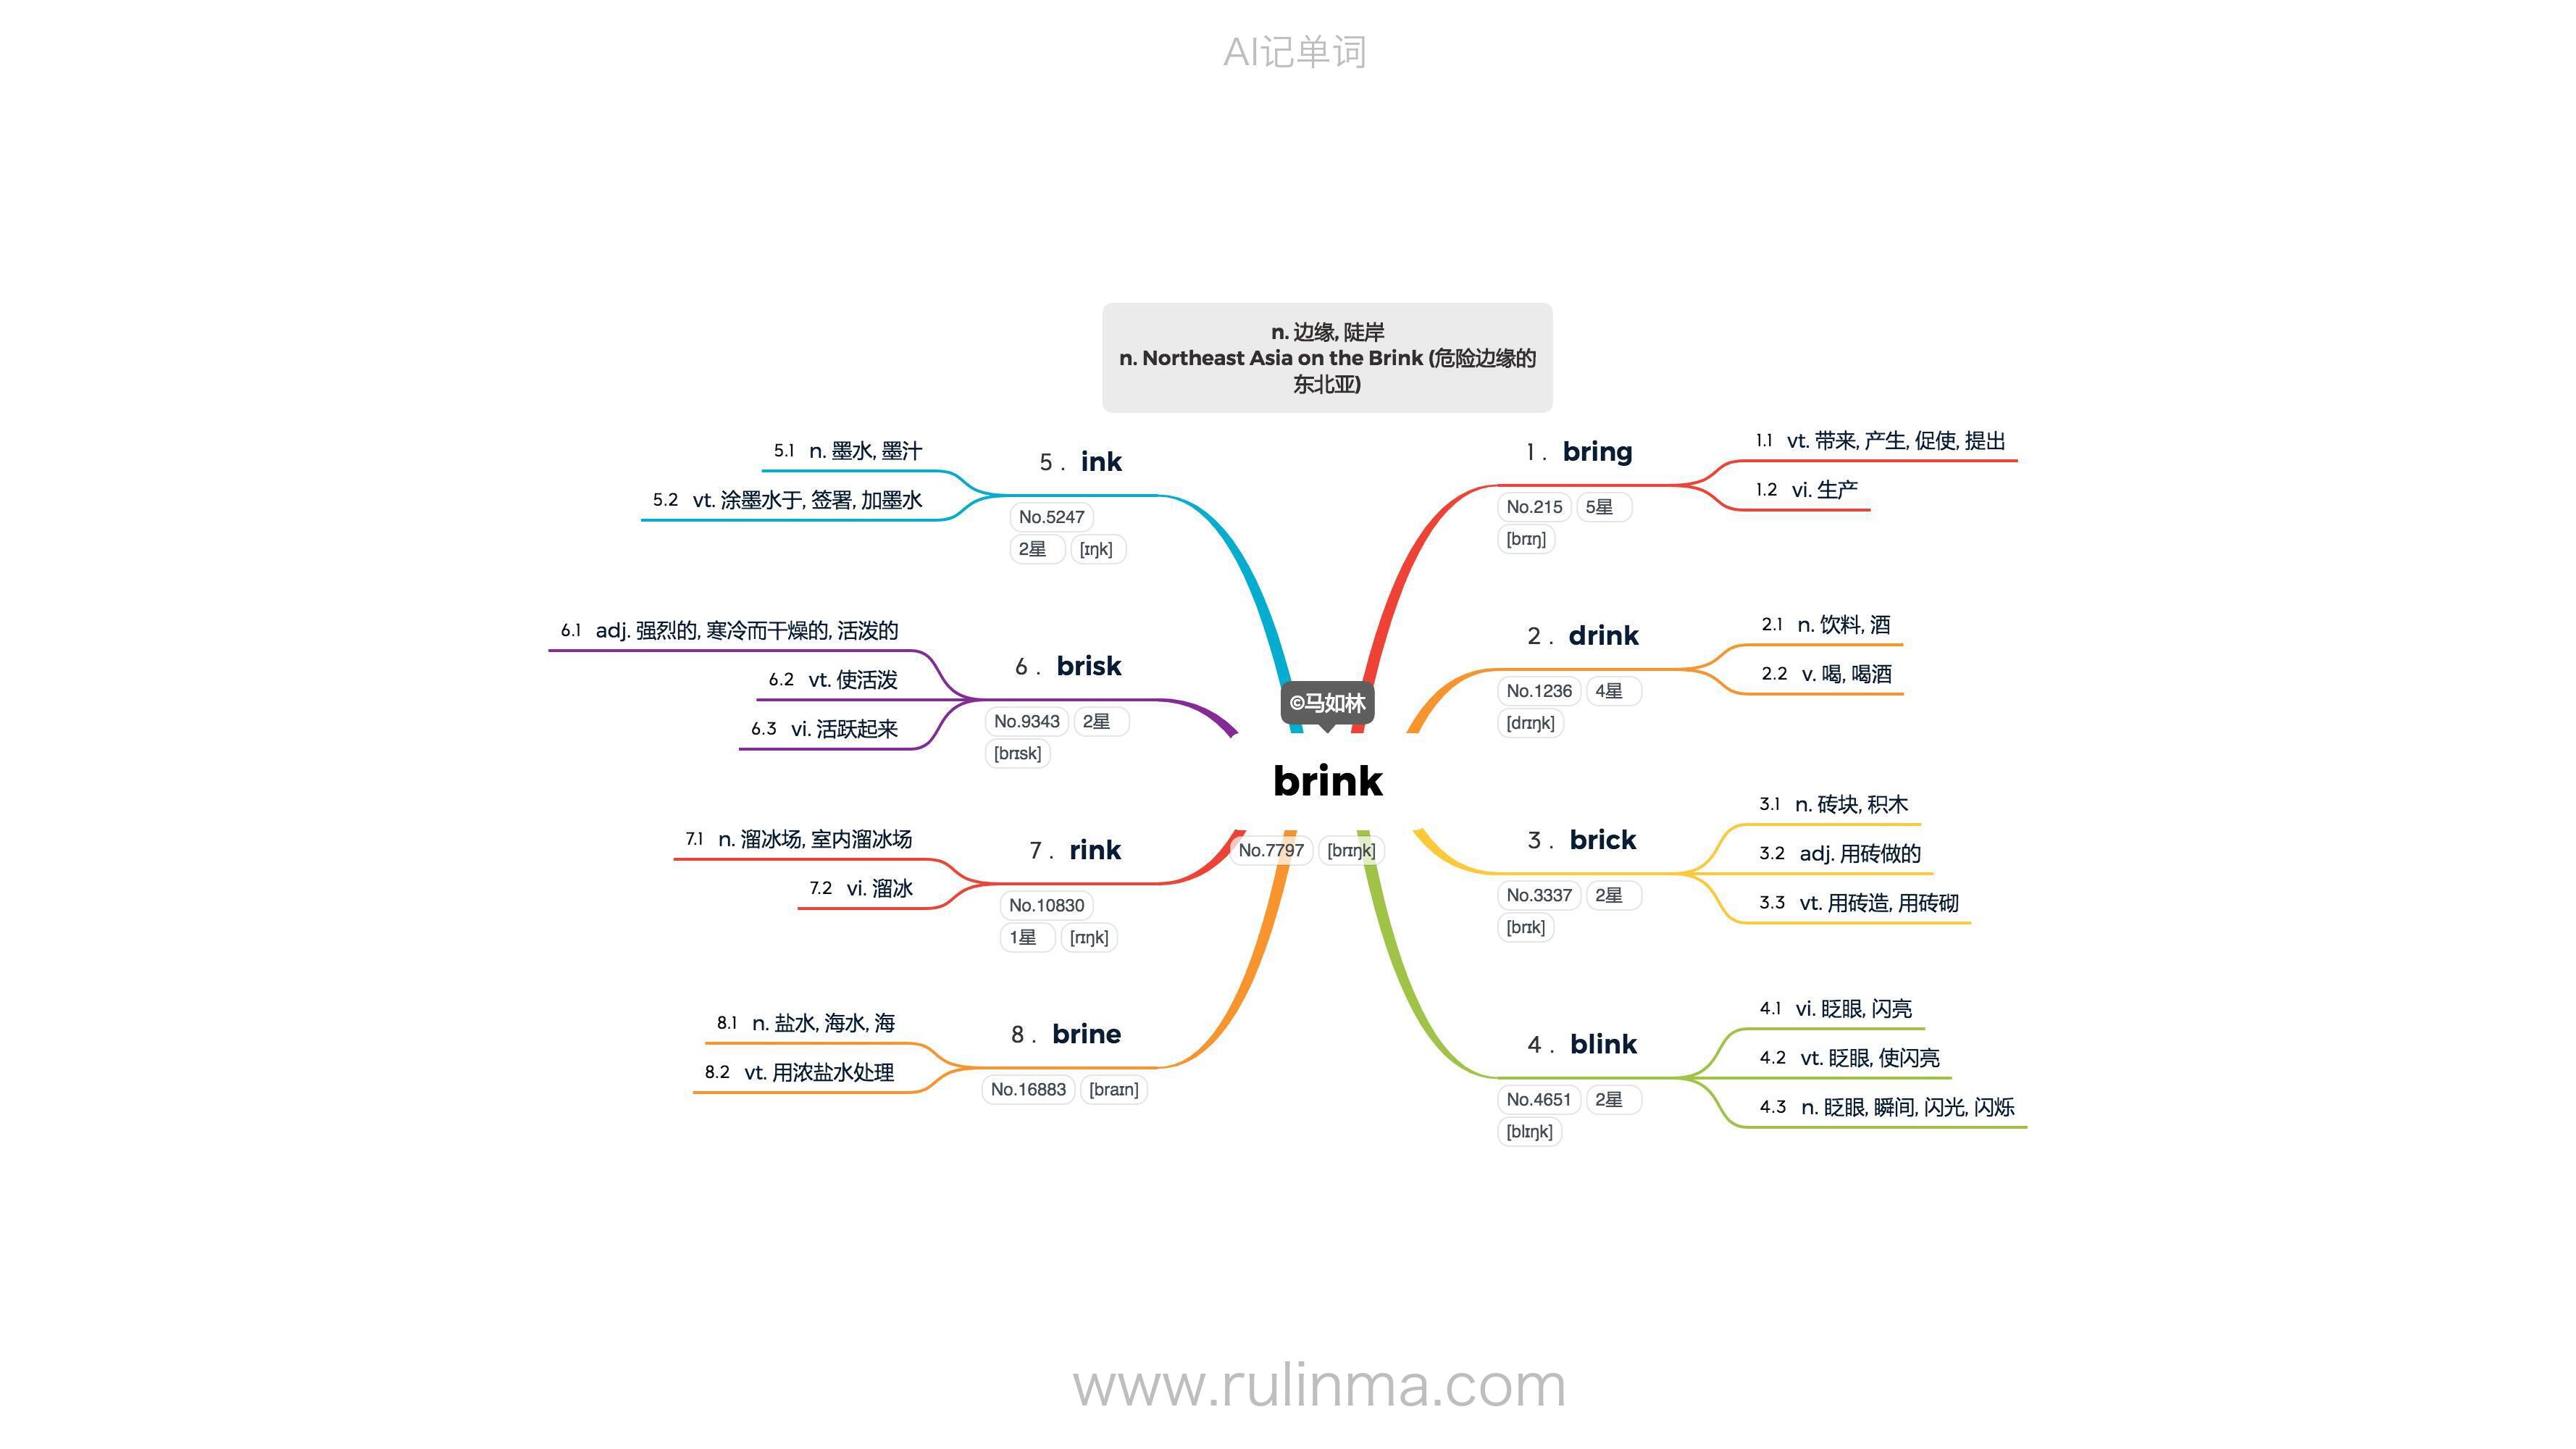 AI记单词
n. 边缘, 陡岸
n. Northeast Asia on the Brink (危险边缘的
东北亚)
©马如林
brink
No.7797 [brɪŋk]
1 . bring
No.215 5星
[brɪŋ]
1.1 vt. 带来, 产生, 促使, 提出
1.2 vi. 生产
2 . drink
No.1236 4星
[drɪŋk]
2.1 n. 饮料, 酒
2.2 v. 喝, 喝酒
3 . brick
No.3337 2星
[brɪk]
3.1 n. 砖块, 积木
3.2 adj. 用砖做的
3.3 vt. 用砖造, 用砖砌
4 . blink
No.4651 2星
[blɪŋk]
4.1 vi. 眨眼, 闪亮
4.2 vt. 眨眼, 使闪亮
4.3 n. 眨眼, 瞬间, 闪光, 闪烁
5 . ink
No.5247
2星 [ɪŋk]
5.1 n. 墨水, 墨汁
5.2 vt. 涂墨水于, 签署, 加墨水
6 . brisk
No.9343 2星
[brɪsk]
6.1 adj. 强烈的, 寒冷而干燥的, 活泼的
6.2 vt. 使活泼
6.3 vi. 活跃起来
7 . rink
No.10830
1星 [rɪŋk]
7.1 n. 溜冰场, 室内溜冰场
7.2 vi. 溜冰
8 . brine
No.16883 [braɪn]
8.1 n. 盐水, 海水, 海
8.2 vt. 用浓盐水处理
www.rulinma.com